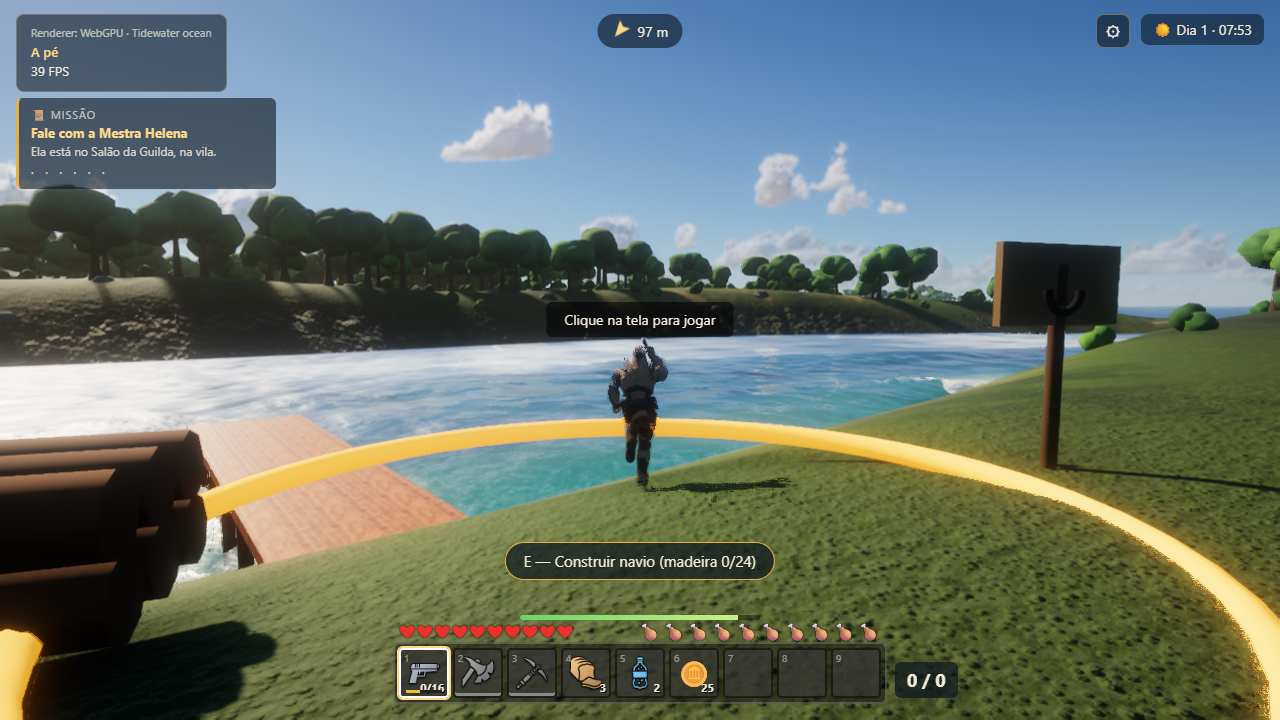 Renderer: WebGPU · Tidewater ocean
A pé
39 FPS
97 m
Dia 1 · 07:53
MISSÃO
Fale com a Mestra Helena
Ela está no Salão da Guilda, na vila.
· · · · · ·
Clique na tela para jogar
E — Construir navio (madeira 0/24)
1
0/16
2
3
4
3
5
2
6
25
7
8
9
0 / 0